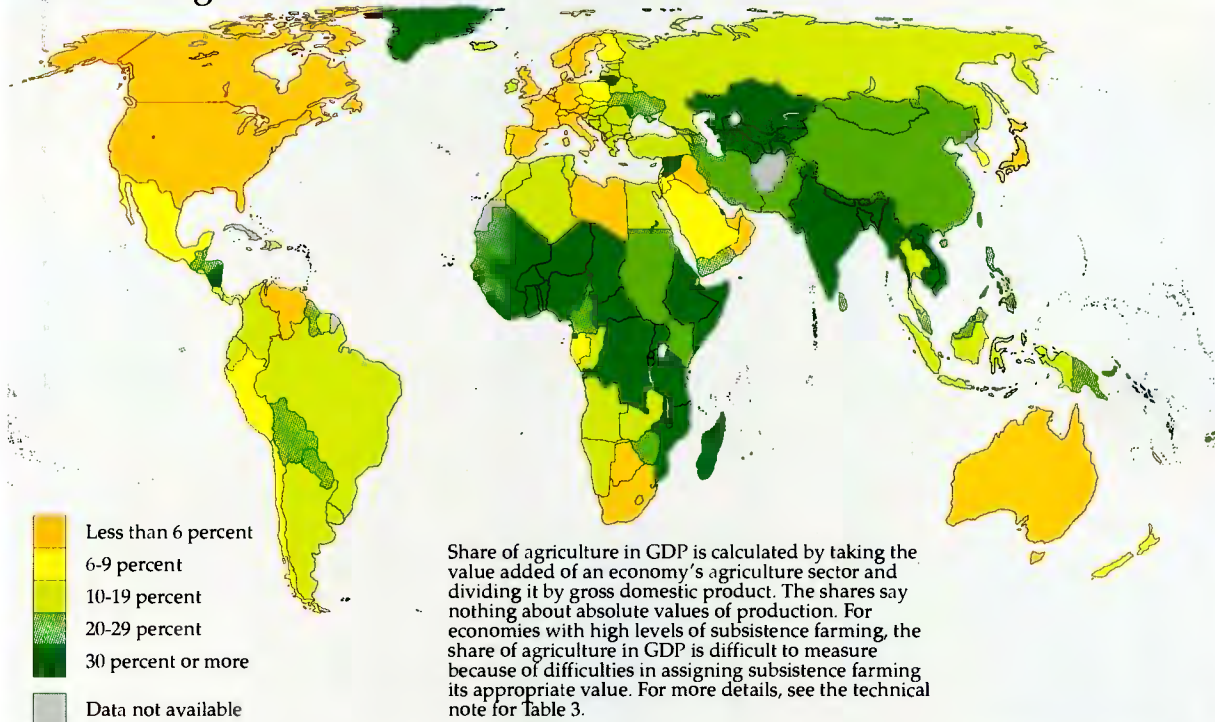 Less than 6 percent
6-9 percent
10-19 percent
20-29 percent
30 percent or more
Data not available
Share of agriculture in GDP is calculated by taking the
value added of an economy's agriculture sector and
dividing it by gross domestic product. The shares say
nothing about absolute values of production. For
economies with high levels of subsistence farming, the
share of agriculture in GDP is difficult to measure
because of difficulties in assigning subsistence farming
its appropriate value. For more details, see the technical
note for Table 3.